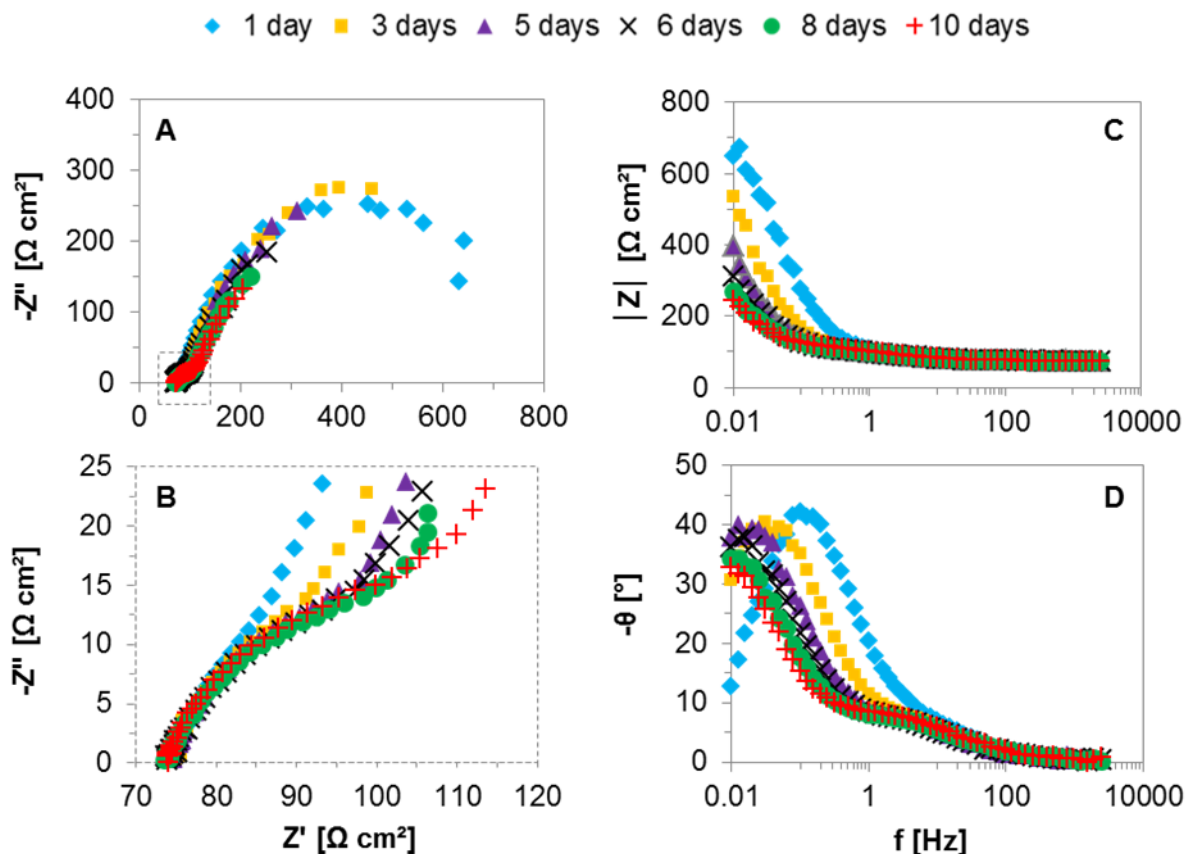 1 day 3 days 5 days 6 days 8 days 10 days
A
-Z'' [Ω cm²]
400
300
200
100
0
0 200 400 600 800
B
-Z'' [Ω cm²]
25
20
15
10
5
0
70 80 90 100 110 120
Z' [Ω cm²]
C
|Z| [Ω cm²]
800
600
400
200
0
0.01 1 100 10000
D
-θ [°]
50
40
30
20
10
0
0.01 1 100 10000
f [Hz]